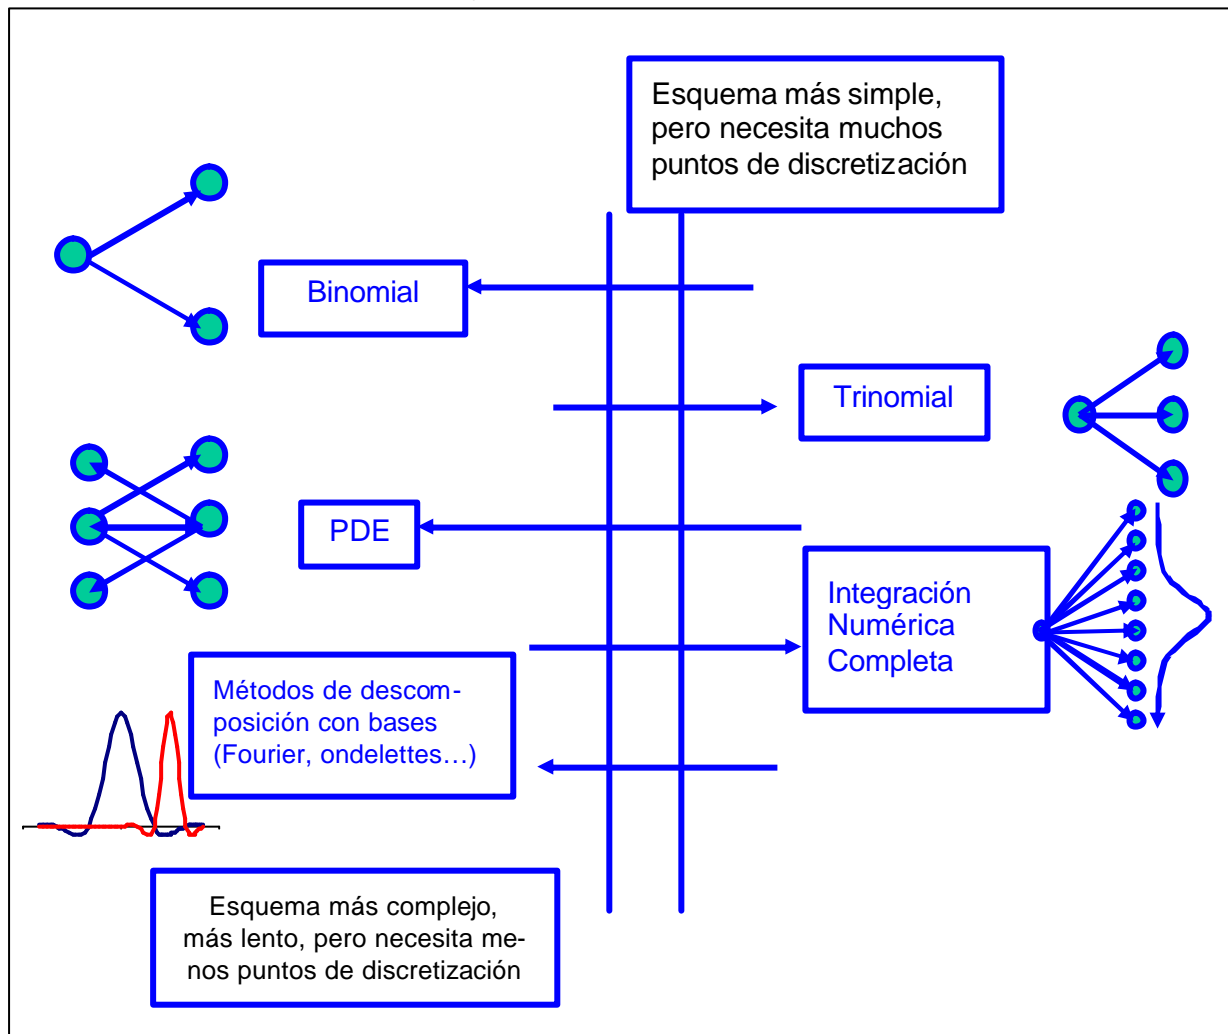 Esquema más simple,
pero necesita muchos
puntos de discretización
Binomial
Trinomial
PDE
Integración
Numérica
Completa
Métodos de descom-
posición con bases
(Fourier, ondelettes…)
Esquema más complejo,
más lento, pero necesita me-
nos puntos de discretización